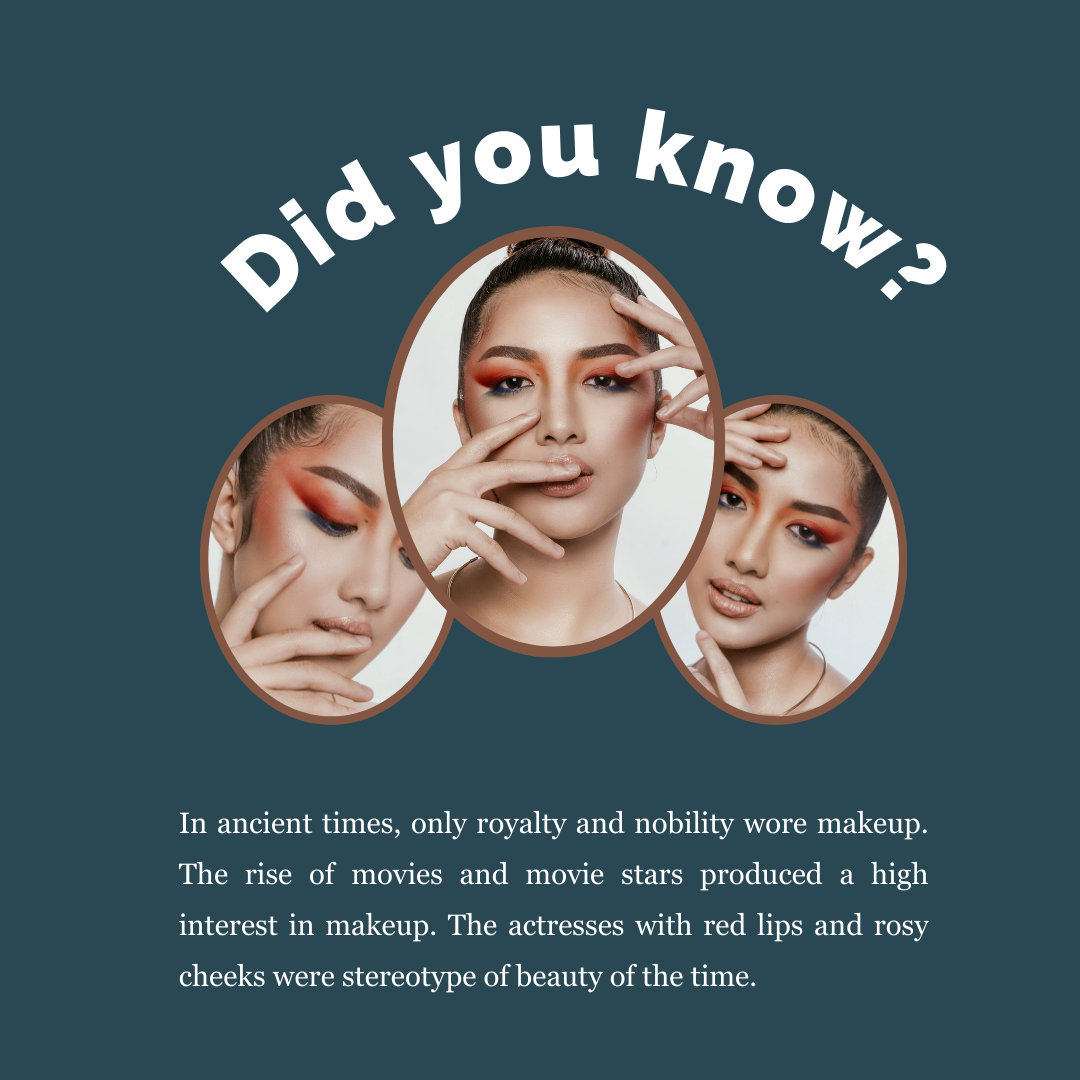 Did you know?
In ancient times, only royalty and nobility wore makeup.
The rise of movies and movie stars produced a high
interest in makeup. The actresses with red lips and rosy
cheeks were stereotype of beauty of the time.